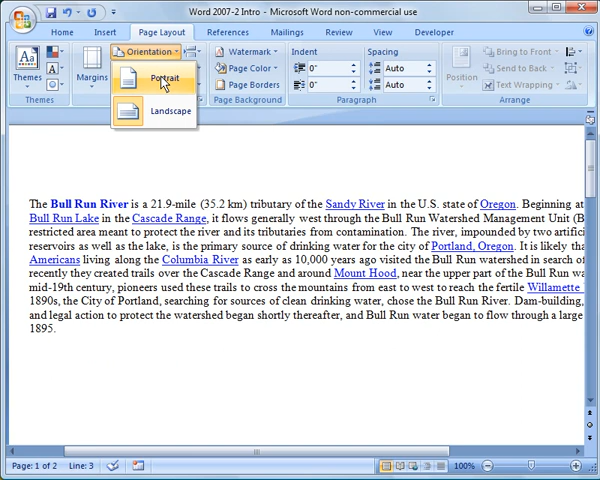 Word 2007-2 Intro - Microsoft Word non-commercial use
Home Insert Page Layout References Mailings Review View Developer
Orientation Watermark Indent Spacing Bring to Front
Themes Margins Portrait Page Color 0" Auto Position Send to Back
Page Borders 0" Auto Text Wrapping
Landscape
Themes Page Background Paragraph Arrange
The Bull Run River is a 21.9-mile (35.2 km) tributary of the Sandy River in the U.S. state of Oregon. Beginning at
Bull Run Lake in the Cascade Range, it flows generally west through the Bull Run Watershed Management Unit (B
restricted area meant to protect the river and its tributaries from contamination. The river, impounded by two artific
reservoirs as well as the lake, is the primary source of drinking water for the city of Portland, Oregon. It is likely tha
Americans living along the Columbia River as early as 10,000 years ago visited the Bull Run watershed in search of
recently they created trails over the Cascade Range and around Mount Hood, near the upper part of the Bull Run wa
mid-19th century, pioneers used these trails to cross the mountains from east to west to reach the fertile Willamette
1890s, the City of Portland, searching for sources of clean drinking water, chose the Bull Run River. Dam-building,
and legal action to protect the watershed began shortly thereafter, and Bull Run water began to flow through a large
1895.
Page: 1 of 2 Line: 3 100%